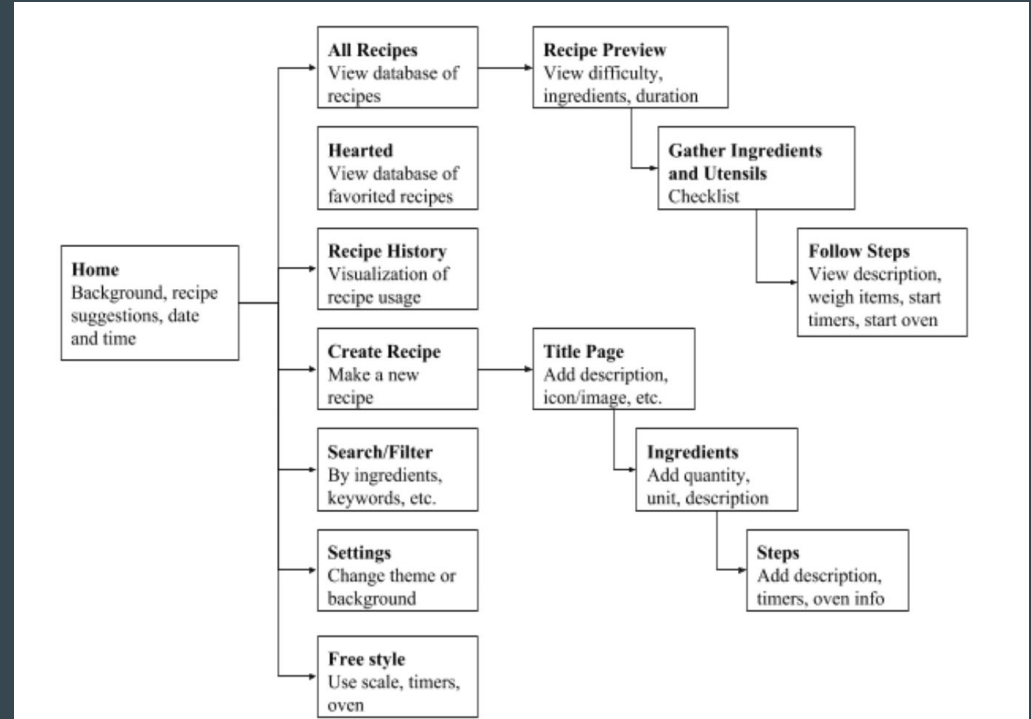 All Recipes
View database of
recipes
Recipe Preview
View difficulty,
ingredients, duration
Hearted
View database of
favorited recipes
Gather Ingredients
and Utensils
Checklist
Home
Background, recipe
suggestions, date
and time
Recipe History
Visualization of
recipe usage
Follow Steps
View description,
weigh items, start
timers, start oven
Create Recipe
Make a new
recipe
Title Page
Add description,
icon/image, etc.
Search/Filter
By ingredients,
keywords, etc.
Ingredients
Add quantity,
unit, description
Settings
Change theme or
background
Steps
Add description,
timers, oven info
Free style
Use scale, timers,
oven